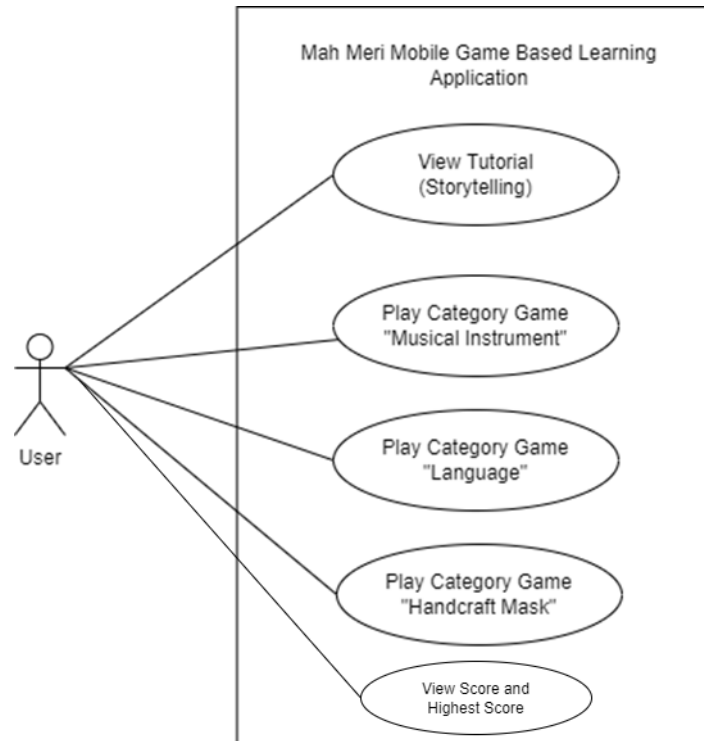 Mah Meri Mobile Game Based Learning
Application
View Tutorial
(Storytelling)
Play Category Game
"Musical Instrument"
Play Category Game
"Language"
User
Play Category Game
"Handcraft Mask"
View Score and
Highest Score